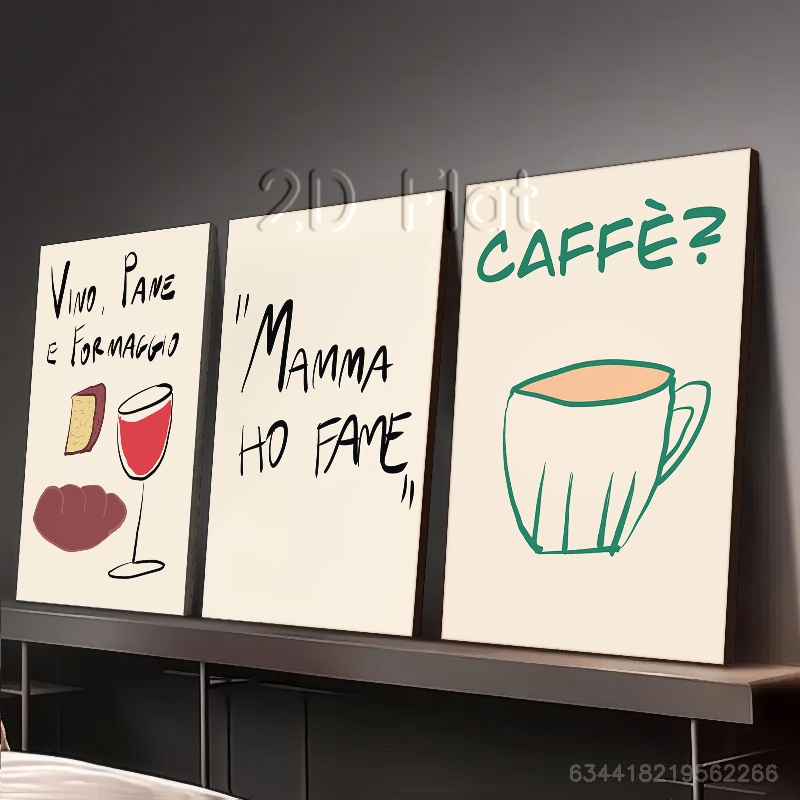 2D Flat
VINO, PANE
E FORMAGGIO
"MAMMA
HO FAME"
CAFFÈ?
634418219562266